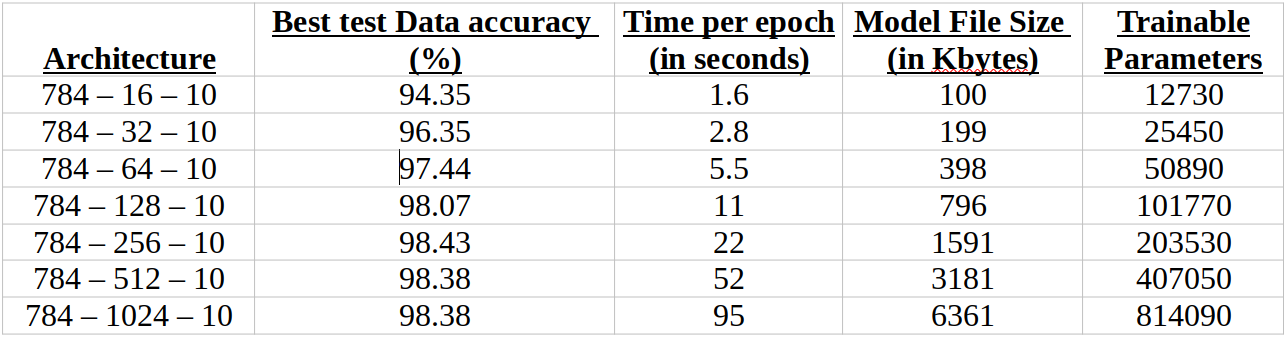 Architecture Best test Data accuracy (%) Time per epoch (in seconds) Model File Size (in Kbytes) Trainable Parameters
784 – 16 – 10 94.35 1.6 100 12730
784 – 32 – 10 96.35 2.8 199 25450
784 – 64 – 10 97.44 5.5 398 50890
784 – 128 – 10 98.07 11 796 101770
784 – 256 – 10 98.43 22 1591 203530
784 – 512 – 10 98.38 52 3181 407050
784 – 1024 – 10 98.38 95 6361 814090